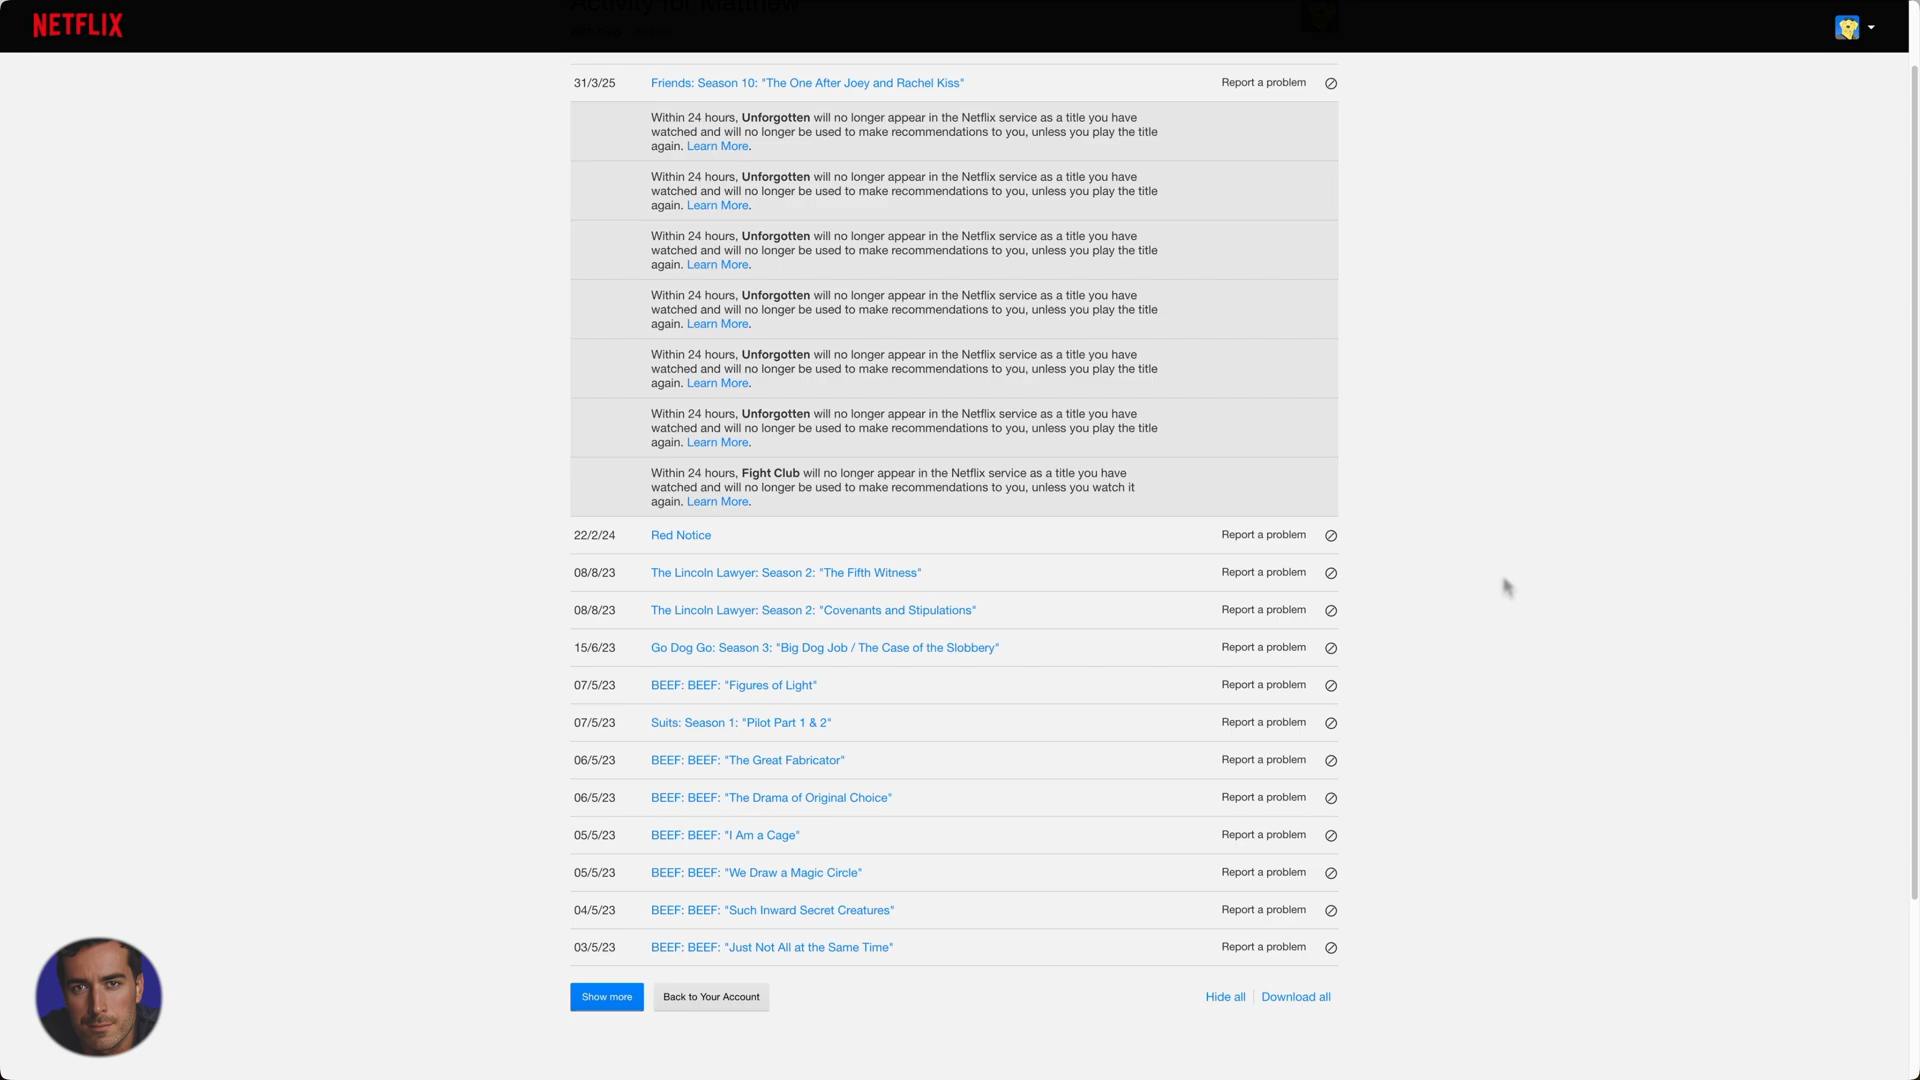 Activity for Matthew
NETFLIX
31/3/25 Friends: Season 10: "The One After Joey and Rachel Kiss" Report a problem
Within 24 hours, Unforgotten will no longer appear in the Netflix service as a title you have
watched and will no longer be used to make recommendations to you, unless you play the title
again. Learn More.
Within 24 hours, Unforgotten will no longer appear in the Netflix service as a title you have
watched and will no longer be used to make recommendations to you, unless you play the title
again. Learn More.
Within 24 hours, Unforgotten will no longer appear in the Netflix service as a title you have
watched and will no longer be used to make recommendations to you, unless you play the title
again. Learn More.
Within 24 hours, Unforgotten will no longer appear in the Netflix service as a title you have
watched and will no longer be used to make recommendations to you, unless you play the title
again. Learn More.
Within 24 hours, Unforgotten will no longer appear in the Netflix service as a title you have
watched and will no longer be used to make recommendations to you, unless you play the title
again. Learn More.
Within 24 hours, Unforgotten will no longer appear in the Netflix service as a title you have
watched and will no longer be used to make recommendations to you, unless you play the title
again. Learn More.
Within 24 hours, Fight Club will no longer appear in the Netflix service as a title you have
watched and will no longer be used to make recommendations to you, unless you watch it
again. Learn More.
22/2/24 Red Notice Report a problem
08/8/23 The Lincoln Lawyer: Season 2: "The Fifth Witness" Report a problem
08/8/23 The Lincoln Lawyer: Season 2: "Covenants and Stipulations" Report a problem
15/6/23 Go Dog Go: Season 3: "Big Dog Job / The Case of the Slobbery" Report a problem
07/5/23 BEEF: BEEF: "Figures of Light" Report a problem
07/5/23 Suits: Season 1: "Pilot Part 1 & 2" Report a problem
06/5/23 BEEF: BEEF: "The Great Fabricator" Report a problem
06/5/23 BEEF: BEEF: "The Drama of Original Choice" Report a problem
05/5/23 BEEF: BEEF: "I Am a Cage" Report a problem
05/5/23 BEEF: BEEF: "We Draw a Magic Circle" Report a problem
04/5/23 BEEF: BEEF: "Such Inward Secret Creatures" Report a problem
03/5/23 BEEF: BEEF: "Just Not All at the Same Time" Report a problem
Show more Back to Your Account Hide all Download all